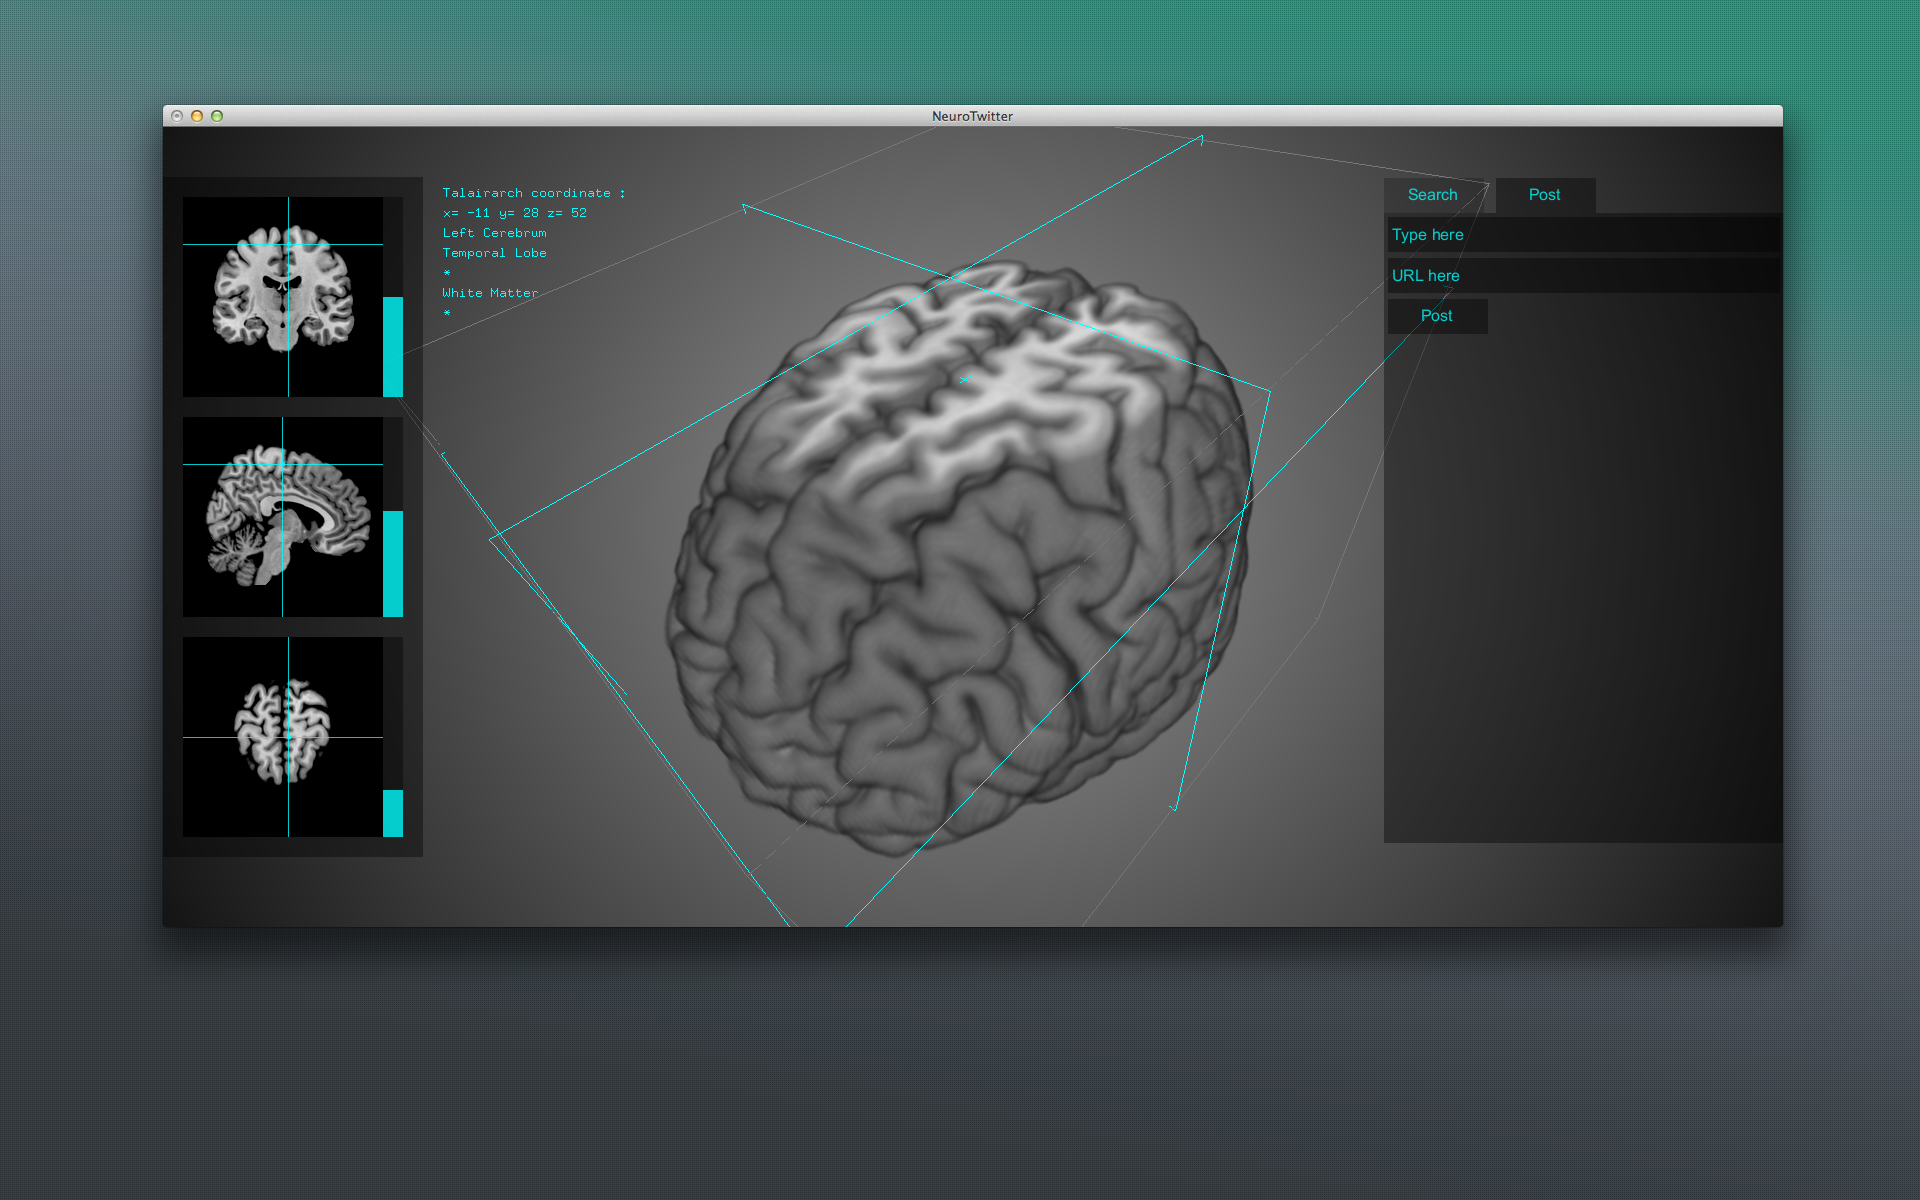 NeuroTwitter
Talairarch coordinate :
x= -11 y= 28 z= 52
Left Cerebrum
Temporal Lobe
*
White Matter
*
Search
Post
Type here
URL here
Post